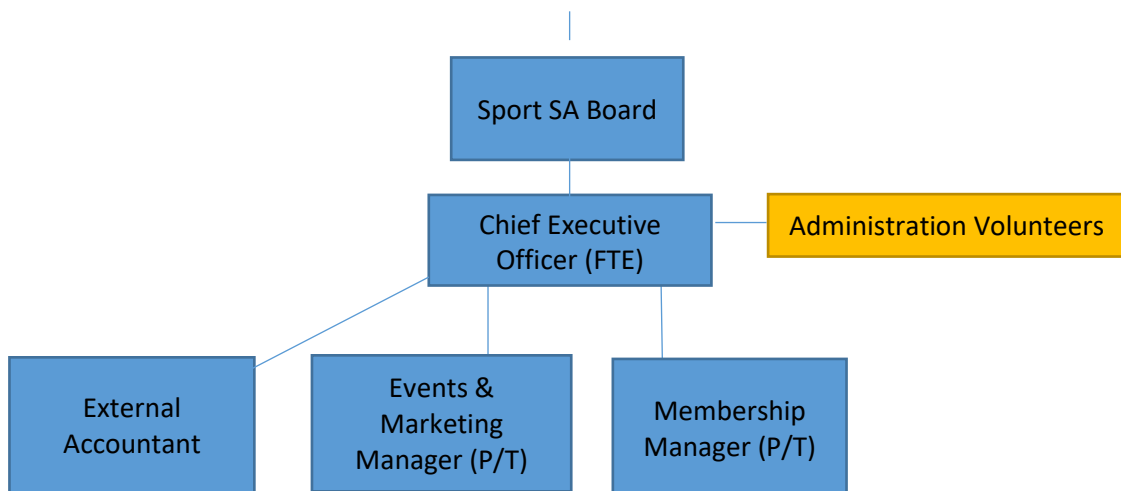 Sport SA Board
Chief Executive
Officer (FTE)
Administration Volunteers
External
Accountant
Events &
Marketing
Manager (P/T)
Membership
Manager (P/T)